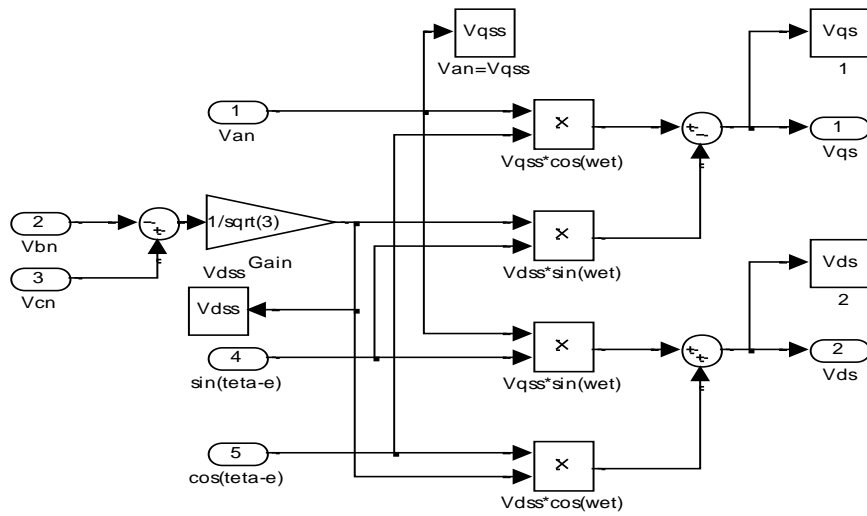 Vqss
Van=Vqss
Vqs
1
1
Van
×
Vqss*cos(wet)
+
-
1
Vqs
2
Vbn
-
+
1/sqrt(3)
Gain
×
Vdss*sin(wet)
3
Vcn
Vdss
Vdss
Vds
2
4
sin(teta-e)
×
Vqss*sin(wet)
+
+
2
Vds
5
cos(teta-e)
×
Vdss*cos(wet)